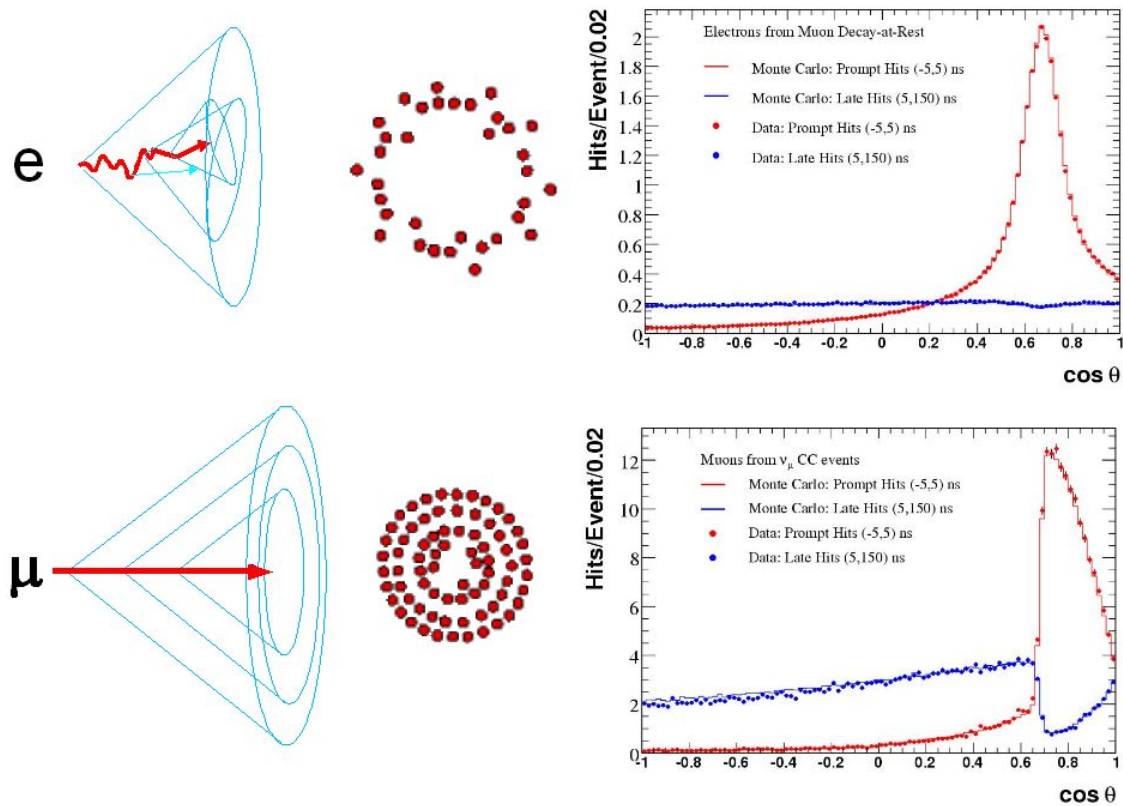 e
Hits/Event/0.02
Electrons from Muon Decay-at-Rest
Monte Carlo: Prompt Hits (-5,5) ns
Monte Carlo: Late Hits (5,150) ns
Data: Prompt Hits (-5,5) ns
Data: Late Hits (5,150) ns
2
1.8
1.6
1.4
1.2
1
0.8
0.6
0.4
0.2
0
-1 -0.8 -0.6 -0.4 -0.2 0 0.2 0.4 0.6 0.8 1
cos θ
μ
Hits/Event/0.02
Muons from νμ CC events
Monte Carlo: Prompt Hits (-5,5) ns
Monte Carlo: Late Hits (5,150) ns
Data: Prompt Hits (-5,5) ns
Data: Late Hits (5,150) ns
12
10
8
6
4
2
0
-1 -0.8 -0.6 -0.4 -0.2 0 0.2 0.4 0.6 0.8 1
cos θ